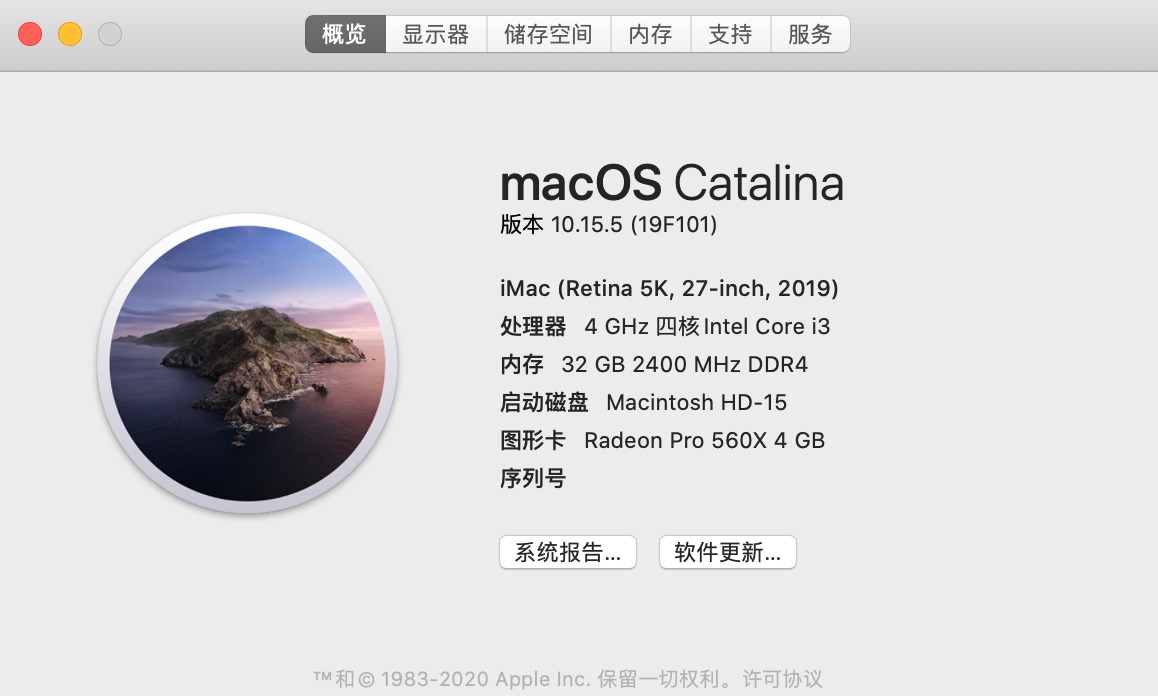 概览 显示器 储存空间 内存 支持 服务
macOS Catalina
版本 10.15.5 (19F101)
iMac (Retina 5K, 27-inch, 2019)
处理器 4 GHz 四核Intel Core i3
内存 32 GB 2400 MHz DDR4
启动磁盘 Macintosh HD-15
图形卡 Radeon Pro 560X 4 GB
序列号
系统报告... 软件更新...
™和© 1983-2020 Apple Inc. 保留一切权利。许可协议